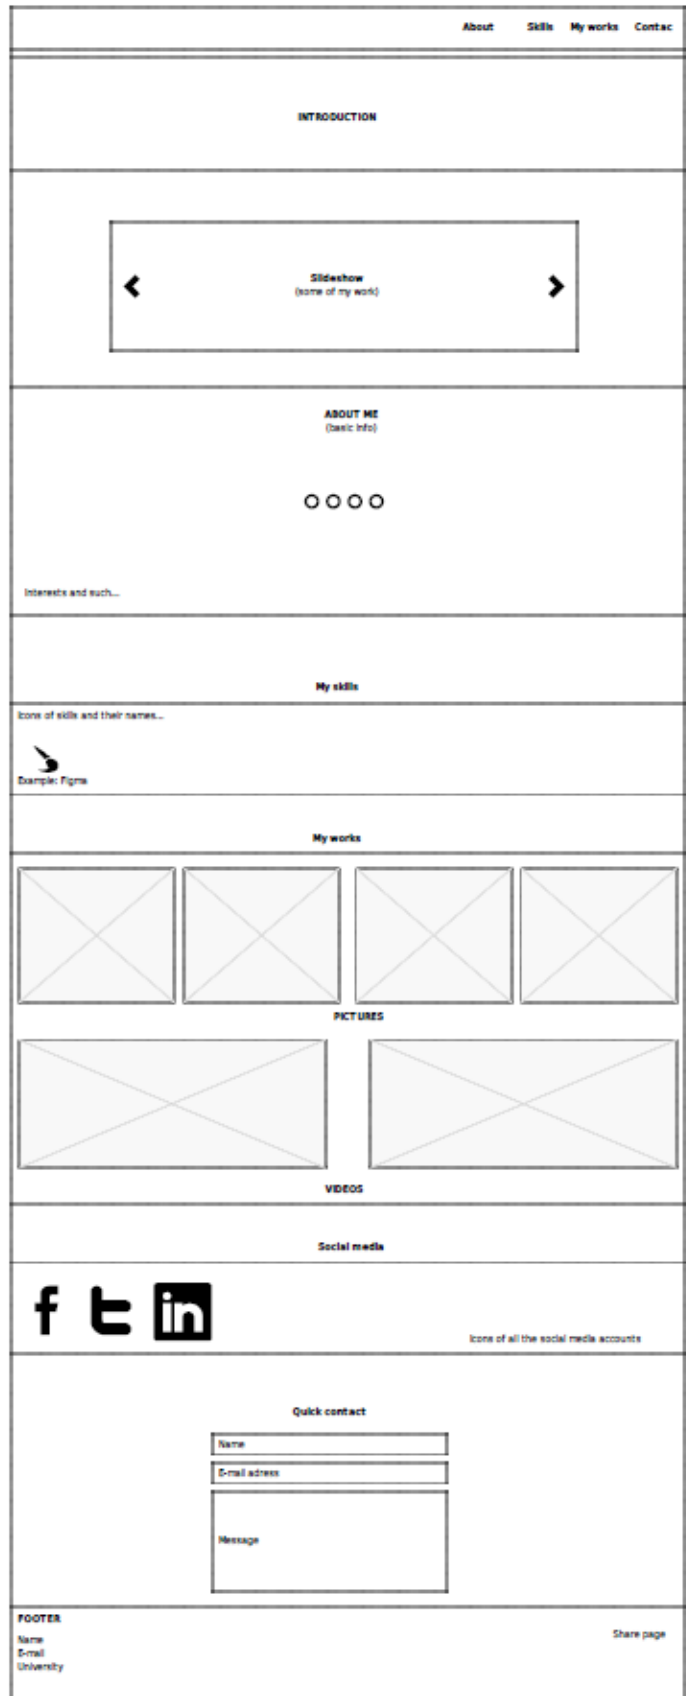 About Skills My works Contac
INTRODUCTION
Slideshow
(some of my work)
ABOUT ME
(basic info)
Interests and such...
My skills
Icons of skills and their names...
Example: Figma
My works
PICTURES
VIDEOS
Social media
Icons of all the social media accounts
Quick contact
Name
E-mail adress
Message
FOOTER
Share page
Name
E-mail
University